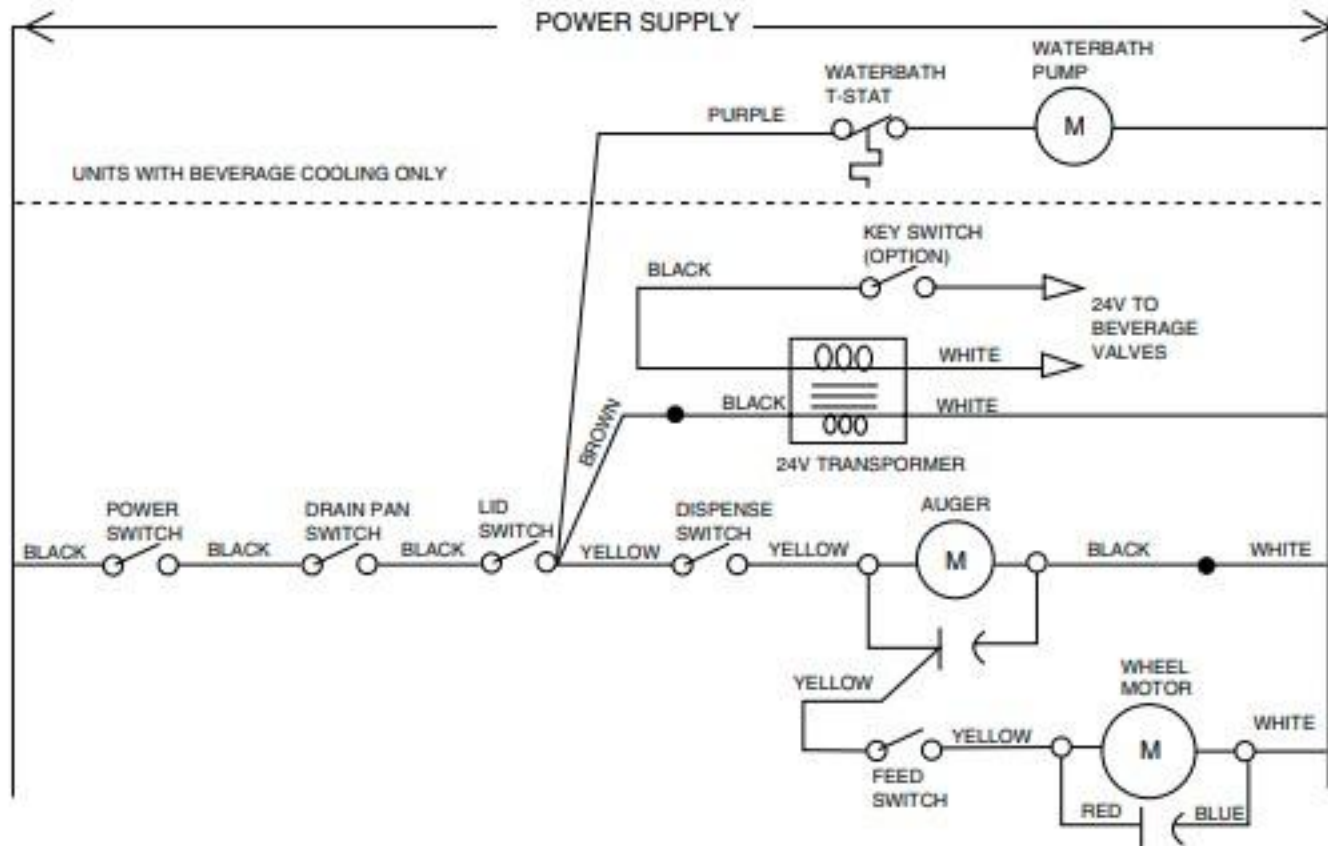 POWER SUPPLY
WATERBATH
PUMP
M
WATERBATH
T-STAT
PURPLE
UNITS WITH BEVERAGE COOLING ONLY
KEY SWITCH
(OPTION)
BLACK
24V TO
BEVERAGE
VALVES
WHITE
BLACK
WHITE
BROWN
24V TRANSPORMER
POWER
SWITCH
DRAIN PAN
SWITCH
LID
SWITCH
DISPENSE
SWITCH
AUGER
M
BLACK
BLACK
BLACK
YELLOW
YELLOW
BLACK
WHITE
YELLOW
WHEEL
MOTOR
M
WHITE
YELLOW
FEED
SWITCH
RED
BLUE